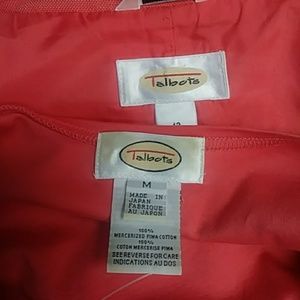 Talbots
Talbots
M
MADE IN
JAPAN
FABRIQUE
AU JAPON
100%
MERCERIZED PIMA COTTON
100%
COTON MERCERISE PIMA
SEE REVERSE FOR CARE
INDICATIONS AU DOS